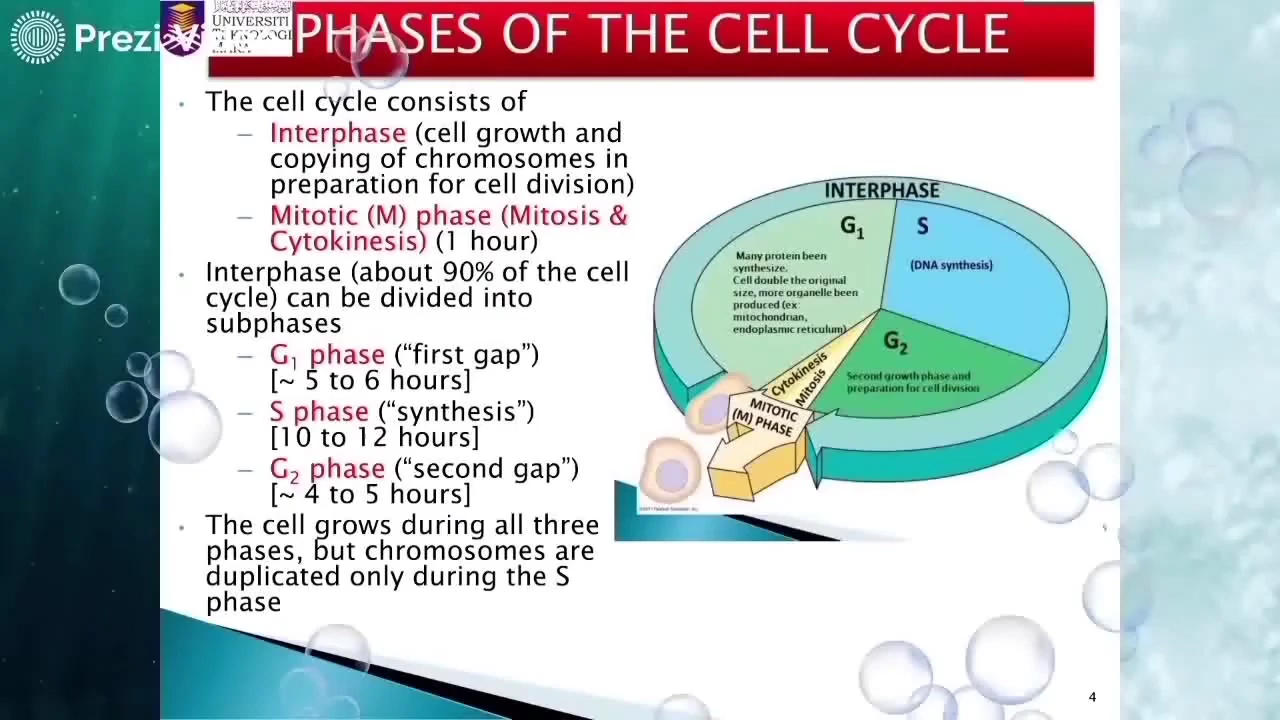 Prezi
UNIVERSITI
TEKNOLOGI
MARA
PHASES OF THE CELL CYCLE
• The cell cycle consists of
– Interphase (cell growth and
copying of chromosomes in
preparation for cell division)
– Mitotic (M) phase (Mitosis &
Cytokinesis) (1 hour)
• Interphase (about 90% of the cell
cycle) can be divided into
subphases
– G₁ phase (“first gap”)
[~ 5 to 6 hours]
– S phase (“synthesis”)
[10 to 12 hours]
– G₂ phase (“second gap”)
[~ 4 to 5 hours]
• The cell grows during all three
phases, but chromosomes are
duplicated only during the S
phase
INTERPHASE
G₁
Many protein been
synthesize.
Cell double the original
size, more organelle been
produced (ex:
mitochondrian,
endoplasmic reticulum)
S
(DNA synthesis)
G₂
Second growth phase and
preparation for cell division
Cytokinesis
Mitosis
MITOTIC
(M) PHASE
4